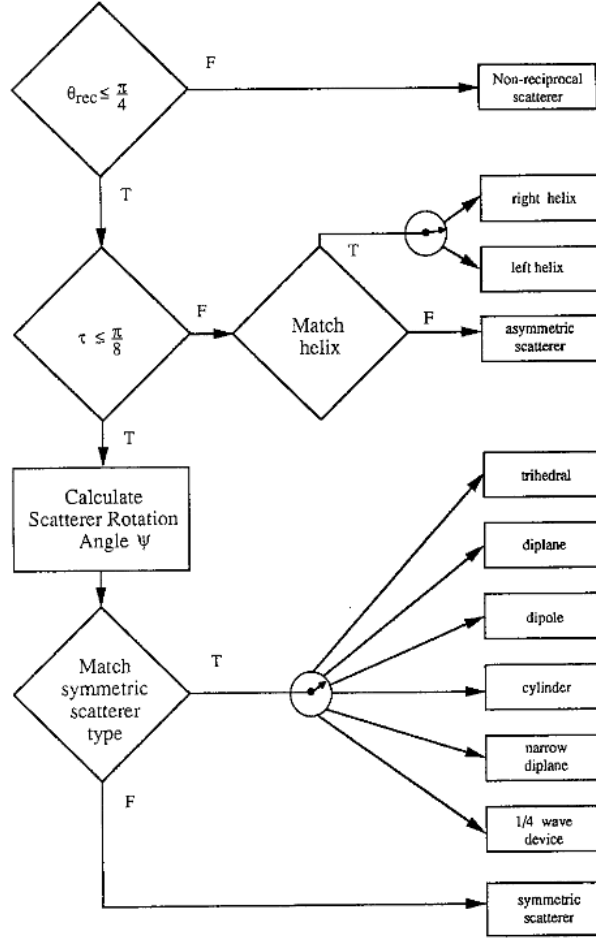 F
θrec ≤ π/4
Non-reciprocal
scatterer
T
right helix
T
left helix
τ ≤ π/8
F
Match
helix
F
asymmetric
scatterer
T
Calculate
Scatterer Rotation
Angle Ψ
trihedral
diplane
dipole
Match
symmetric
scatterer
type
T
cylinder
narrow
diplane
F
1/4 wave
device
symmetric
scatterer